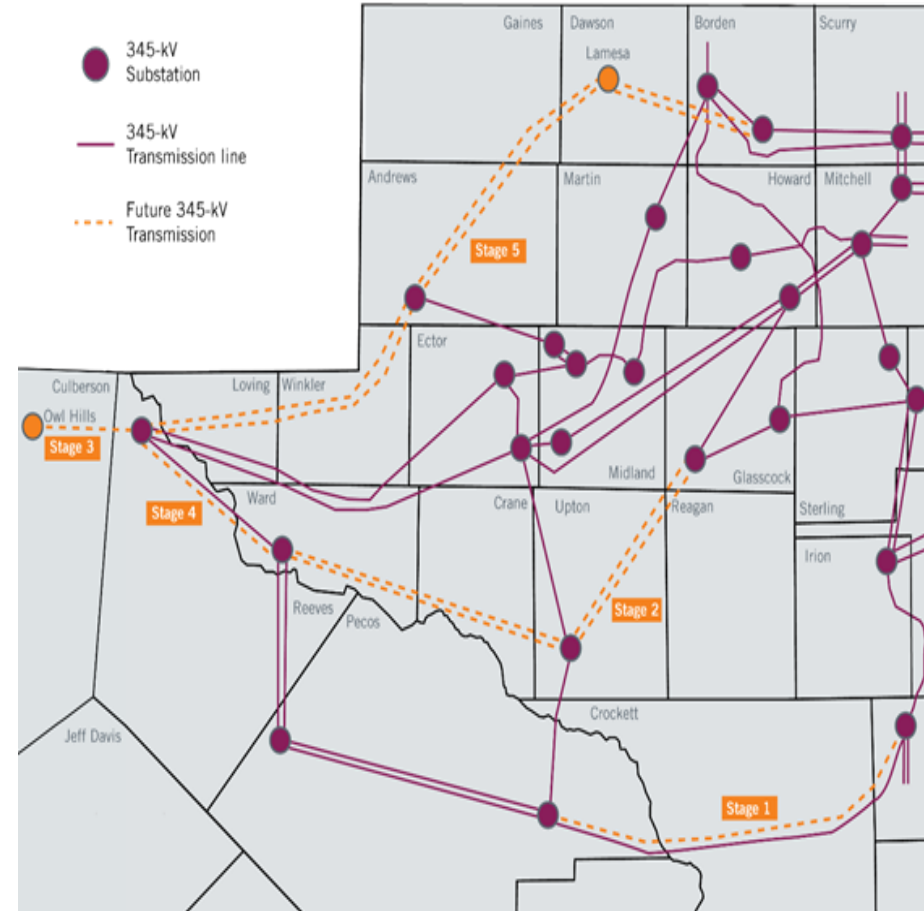 345-kV
Substation
345-kV
Transmission line
Future 345-kV
Transmission
Gaines
Dawson
Borden
Scurry
Lamesa
Andrews
Martin
Howard
Mitchell
Stage 5
Ector
Culberson
Loving
Winkler
Owl Hills
Stage 3
Midland
Glasscock
Ward
Crane
Upton
Reagan
Sterling
Stage 4
Irion
Reeves
Pecos
Stage 2
Crockett
Jeff Davis
Stage 1